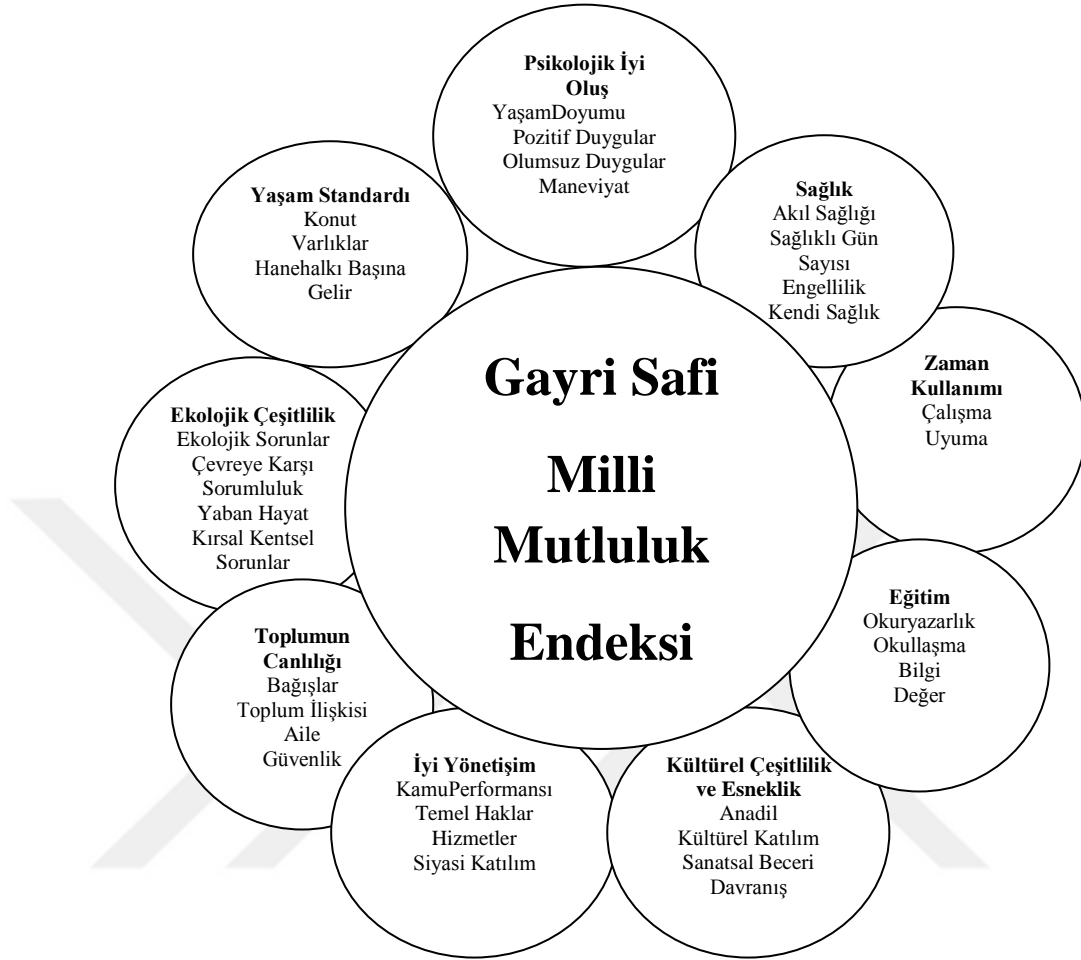 Psikolojik İyi
Oluş
YaşamDoyumu
Pozitif Duygular
Olumsuz Duygular
Maneviyat
Sağlık
Akıl Sağlığı
Sağlıklı Gün
Sayısı
Engellilik
Kendi Sağlık
Zaman
Kullanımı
Çalışma
Uyuma
Eğitim
Okuryazarlık
Okullaşma
Bilgi
Değer
Kültürel Çeşitlilik
ve Esneklik
Anadil
Kültürel Katılım
Sanatsal Beceri
Davranış
İyi Yönetişim
KamuPerformansı
Temel Haklar
Hizmetler
Siyasi Katılım
Toplumun
Canlılığı
Bağışlar
Toplum İlişkisi
Aile
Güvenlik
Ekolojik Çeşitlilik
Ekolojik Sorunlar
Çevreye Karşı
Sorumluluk
Yaban Hayat
Kırsal Kentsel
Sorunlar
Yaşam Standardı
Konut
Varlıklar
Hanehalkı Başına
Gelir
Gayri Safi
Milli
Mutluluk
Endeksi